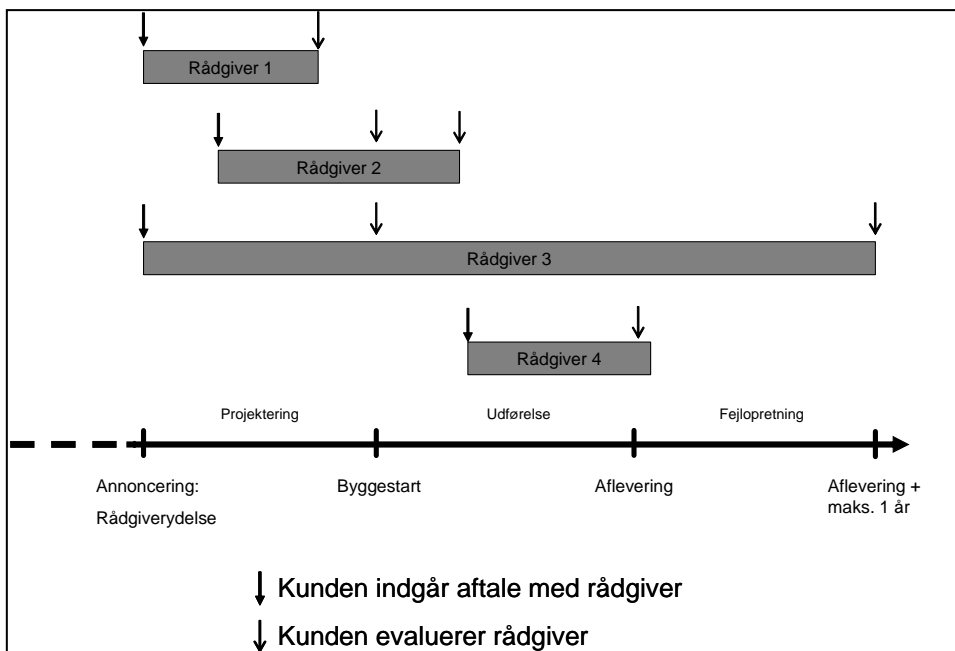 Rådgiver 1
Rådgiver 2
Rådgiver 3
Rådgiver 4
Projektering
Udførelse
Fejlopretning
Annoncering:
Rådgiverydelse
Byggestart
Aflevering
Aflevering +
maks. 1 år
Kunden indgår aftale med rådgiver
Kunden evaluerer rådgiver